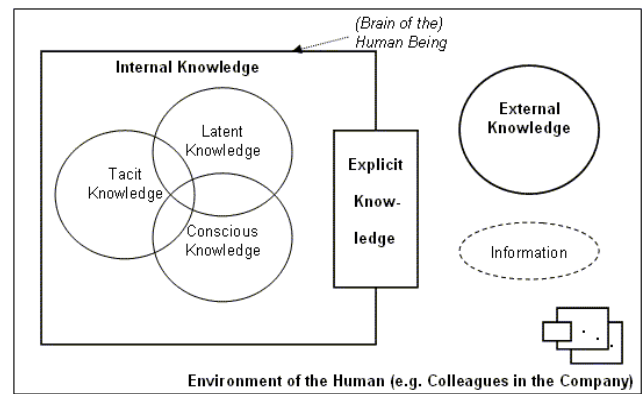 (Brain of the)
Human Being
Internal Knowledge
Latent
Knowledge
Tacit
Knowledge
Conscious
Knowledge
Explicit
Know-
ledge
External
Knowledge
Information
Environment of the Human (e.g. Colleagues in the Company)